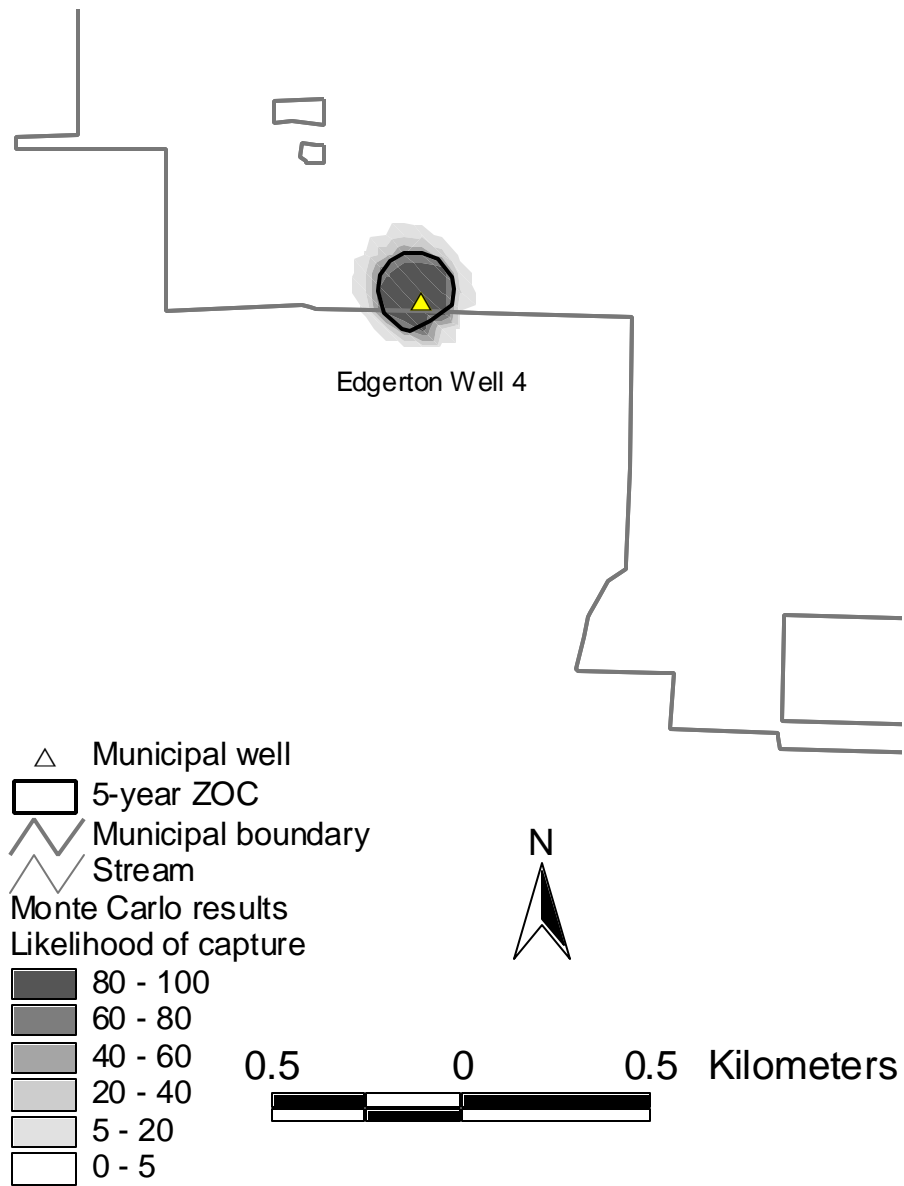 Edgerton Well 4
Municipal well
5-year ZOC
Municipal boundary
Stream
Monte Carlo results
Likelihood of capture
80 - 100
60 - 80
40 - 60
20 - 40
5 - 20
0 - 5
N
0.5 0 0.5 Kilometers